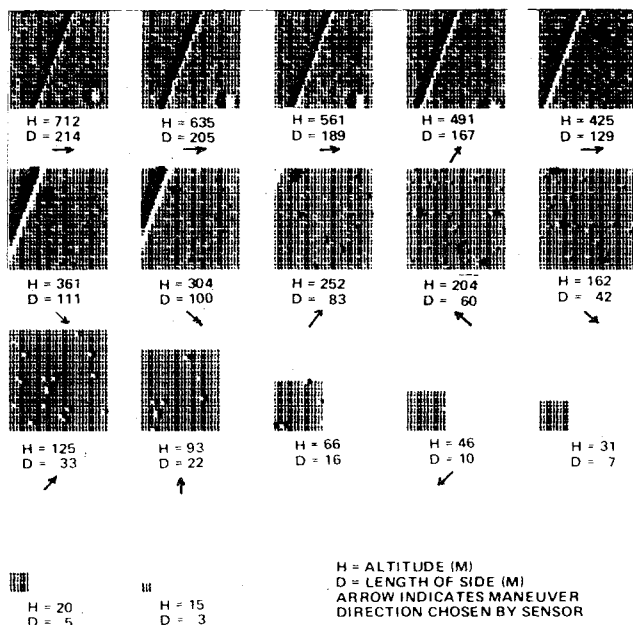 H = 712
D = 214
H = 635
D = 205
H = 561
D = 189
H = 491
D = 167
H = 425
D = 129
H = 361
D = 111
H = 304
D = 100
H = 252
D = 83
H = 204
D = 60
H = 162
D = 42
H = 125
D = 33
H = 93
D = 22
H = 66
D = 16
H = 46
D = 10
H = 31
D = 7
H = 20
D = 5
H = 15
D = 3
H = ALTITUDE (M)
D = LENGTH OF SIDE (M)
ARROW INDICATES MANEUVER
DIRECTION CHOSEN BY SENSOR